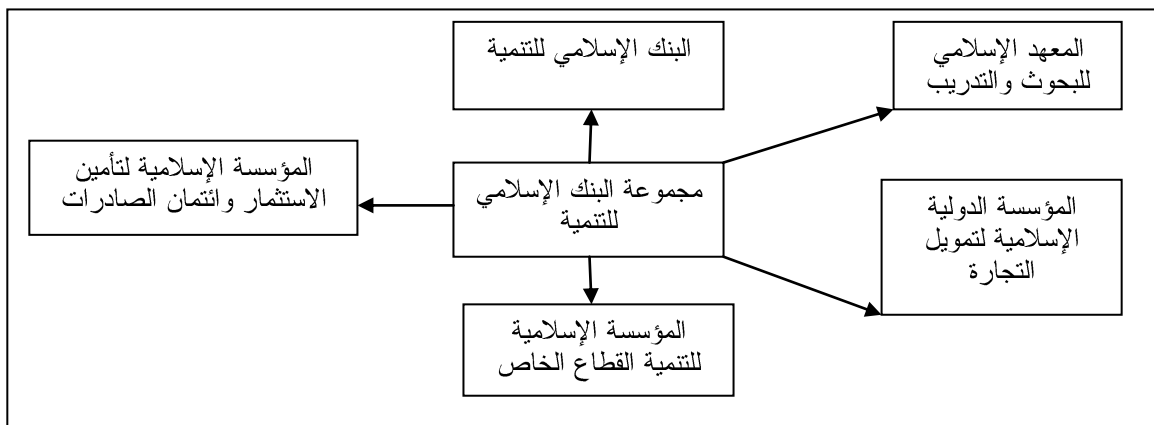 البنك الإسلامي للتنمية
المعهد الإسلامي
للبحوث والتدريب
المؤسسة الإسلامية لتأمين
الاستثمار وائتمان الصادرات
مجموعة البنك الإسلامي
للتنمية
المؤسسة الدولية
الإسلامية لتمويل
التجارة
المؤسسة الإسلامية
للتنمية القطاع الخاص